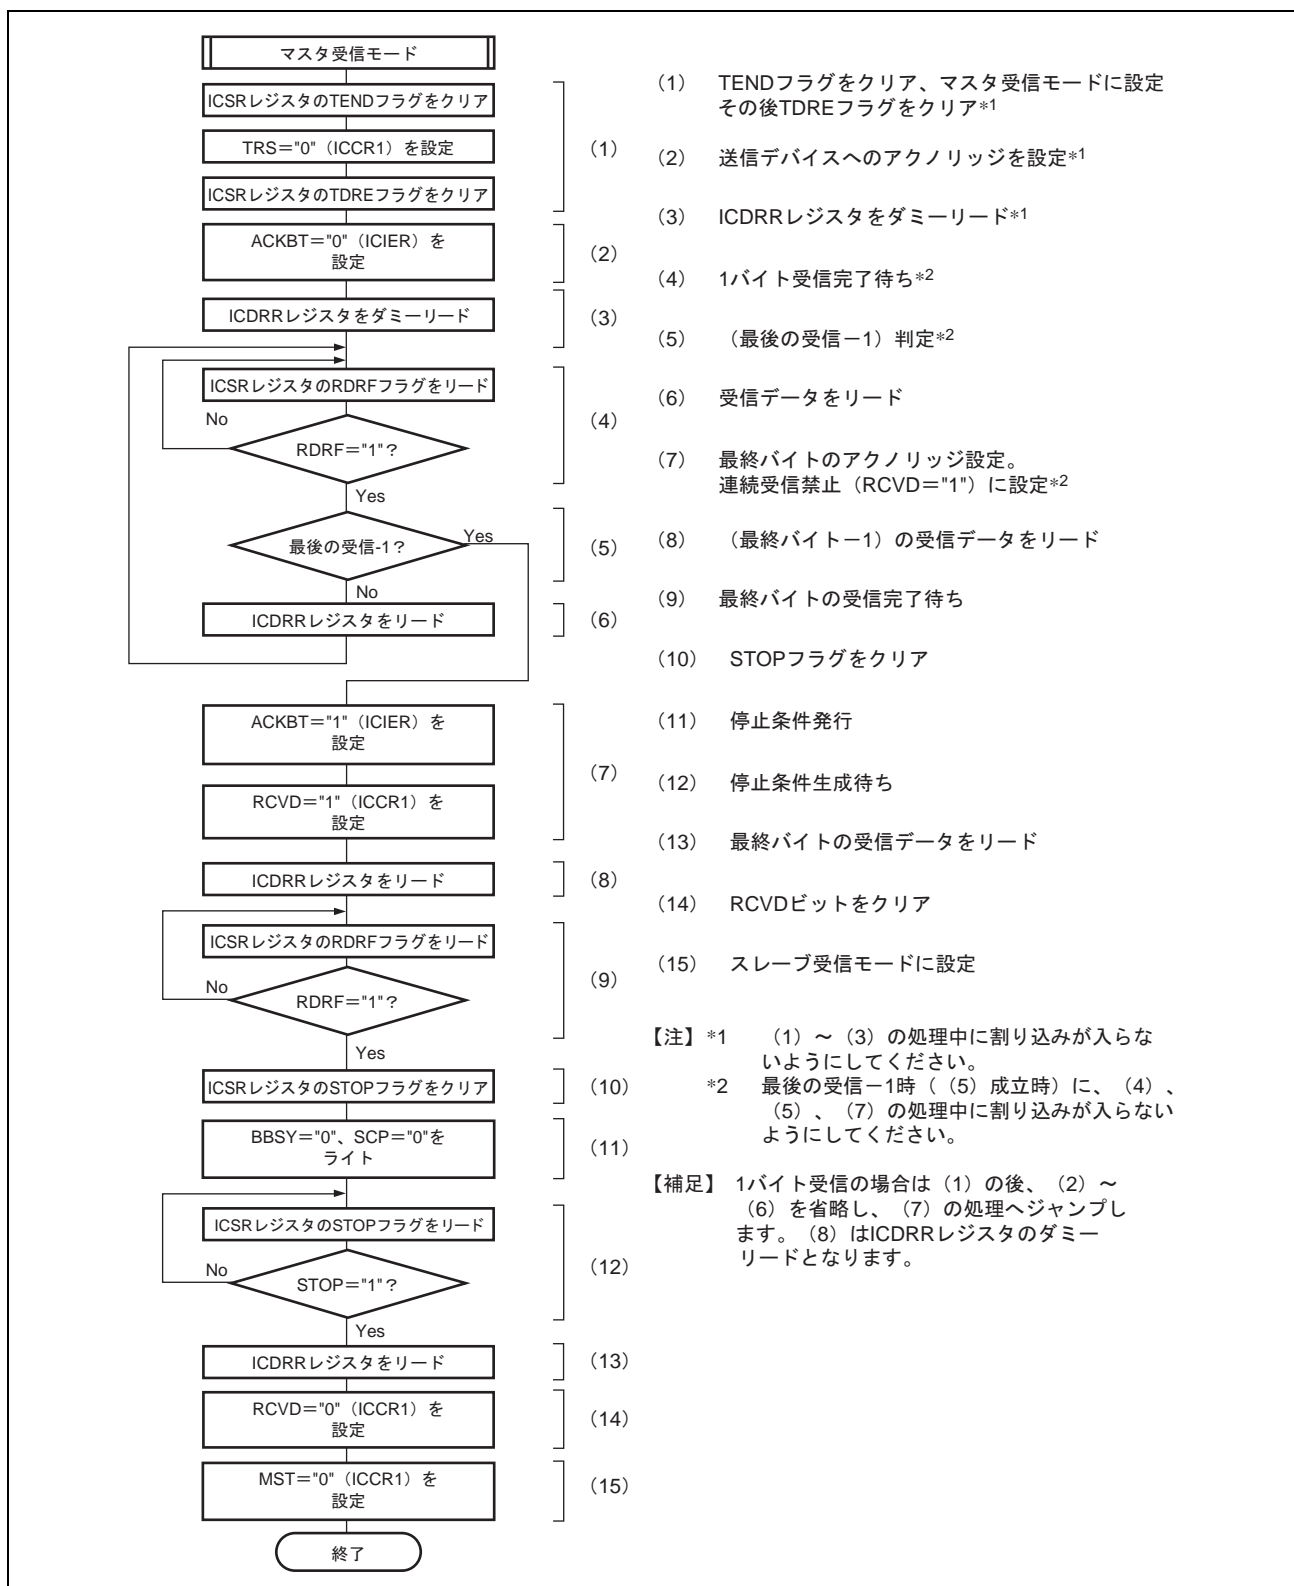 マスタ受信モード
ICSRレジスタのTENDフラグをクリア
TRS＝"0"（ICCR1）を設定
ICSRレジスタのTDREフラグをクリア
（1）
ACKBT＝"0"（ICIER）を
設定
（2）
ICDRRレジスタをダミーリード
（3）
ICSRレジスタのRDRFフラグをリード
No
RDRF＝"1"？
（4）
Yes
最後の受信-1？
Yes
（5）
No
ICDRRレジスタをリード
（6）
ACKBT＝"1"（ICIER）を
設定
RCVD＝"1"（ICCR1）を
設定
（7）
ICDRRレジスタをリード
（8）
ICSRレジスタのRDRFフラグをリード
No
RDRF＝"1"？
（9）
Yes
ICSRレジスタのSTOPフラグをクリア
（10）
BBSY＝"0"、SCP＝"0"を
ライト
（11）
ICSRレジスタのSTOPフラグをリード
No
STOP＝"1"？
（12）
Yes
ICDRRレジスタをリード
（13）
RCVD＝"0"（ICCR1）を
設定
（14）
MST＝"0"（ICCR1）を
設定
（15）
終了
（1） TENDフラグをクリア、マスタ受信モードに設定
その後TDREフラグをクリア*1
（2） 送信デバイスへのアクノリッジを設定*1
（3） ICDRRレジスタをダミーリード*1
（4） 1バイト受信完了待ち*2
（5） （最後の受信－1）判定*2
（6） 受信データをリード
（7） 最終バイトのアクノリッジ設定。
連続受信禁止（RCVD＝"1"）に設定*2
（8） （最終バイト－1）の受信データをリード
（9） 最終バイトの受信完了待ち
（10） STOPフラグをクリア
（11） 停止条件発行
（12） 停止条件生成待ち
（13） 最終バイトの受信データをリード
（14） RCVDビットをクリア
（15） スレーブ受信モードに設定
【注】*1 （1）～（3）の処理中に割り込みが入らな
いようにしてください。
*2 最後の受信－1時（（5）成立時）に、（4）、
（5）、（7）の処理中に割り込みが入らない
ようにしてください。
【補足】 1バイト受信の場合は（1）の後、（2）～
（6）を省略し、（7）の処理へジャンプし
ます。（8）はICDRRレジスタのダミー
リードとなります。